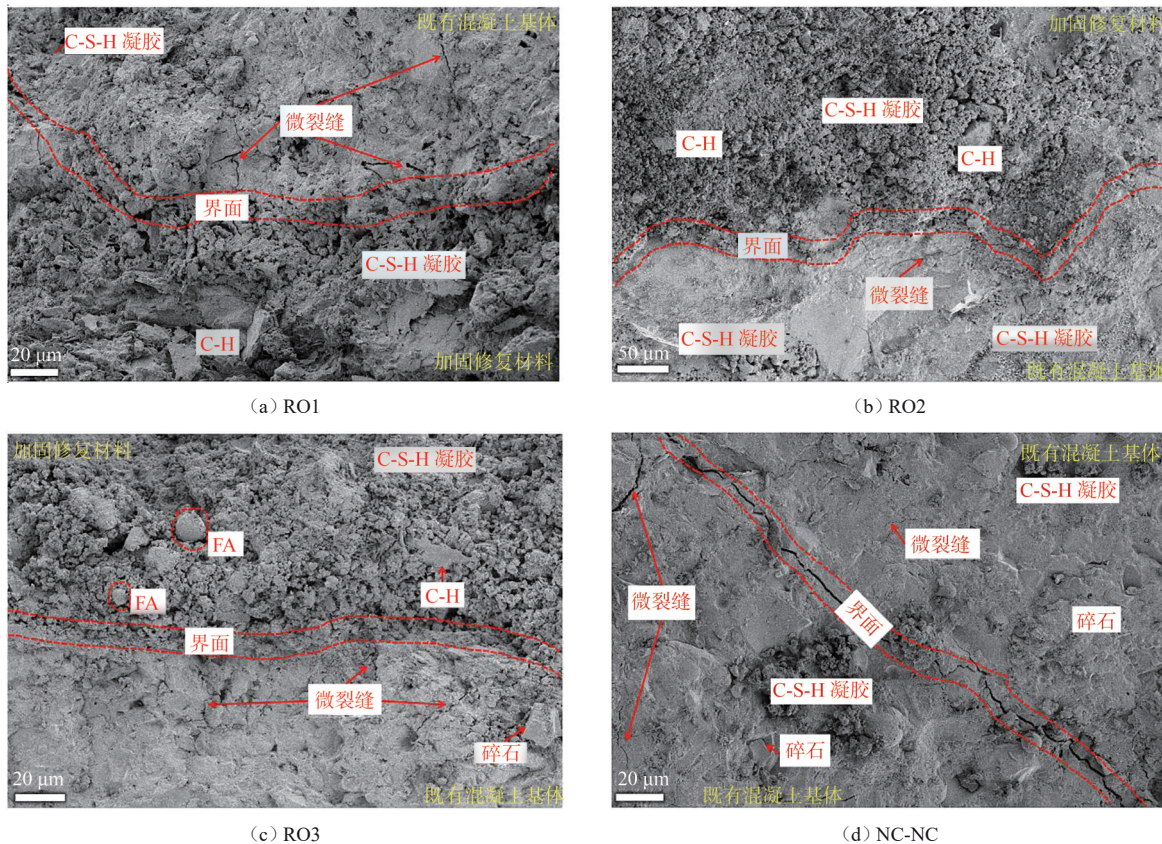 既有混凝土基体
C-S-H 凝胶
微裂缝
界面
C-S-H 凝胶
C-H
20 μm
加固修复材料
(a) RO1
加固修复材料
C-S-H 凝胶
C-H
C-H
界面
微裂缝
C-S-H 凝胶
C-S-H 凝胶
50 μm
既有混凝土基体
(b) RO2
加固修复材料
C-S-H 凝胶
FA
C-H
FA
界面
微裂缝
碎石
20 μm
既有混凝土基体
(c) RO3
既有混凝土基体
C-S-H 凝胶
微裂缝
微裂缝
界面
碎石
C-S-H 凝胶
碎石
20 μm
既有混凝土基体
(d) NC-NC